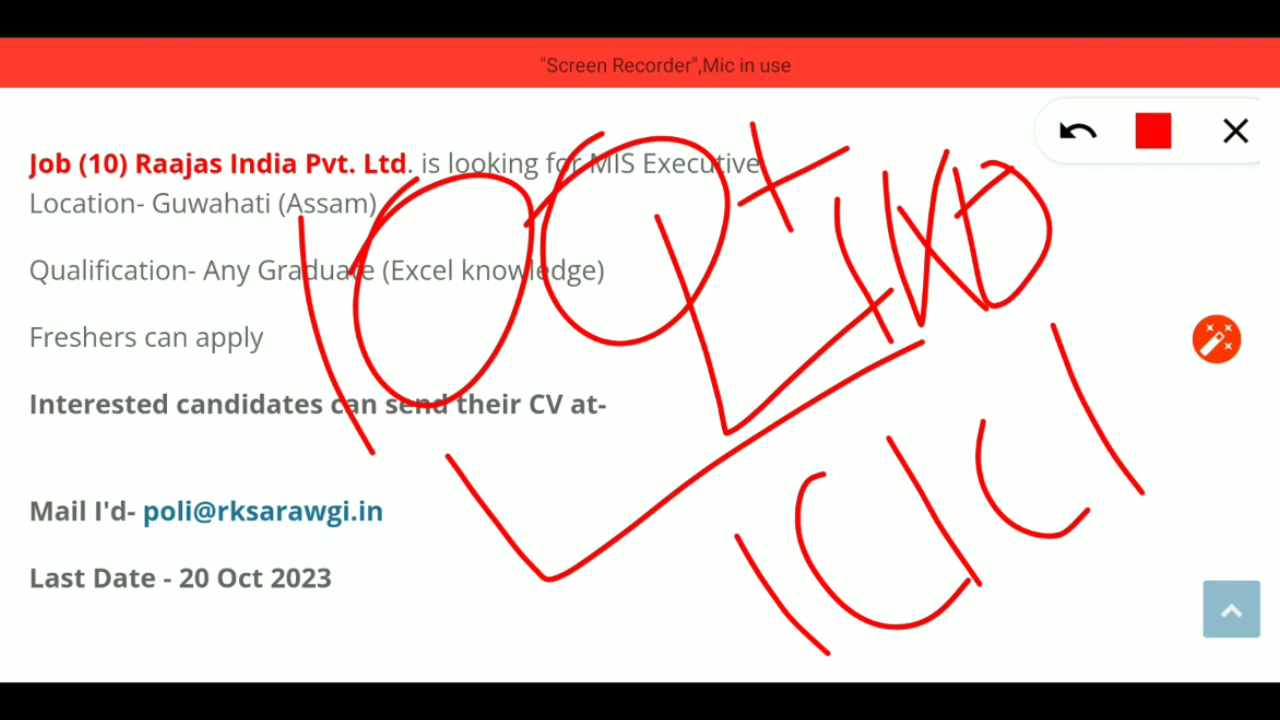 "Screen Recorder",Mic in use
Job (10) Raajas India Pvt. Ltd. is looking for MIS Executive
Location- Guwahati (Assam)
Qualification- Any Graduate (Excel knowledge)
Freshers can apply
Interested candidates can send their CV at-
Mail I'd- poli@rksarawgi.in
Last Date - 20 Oct 2023
100+
ICICI